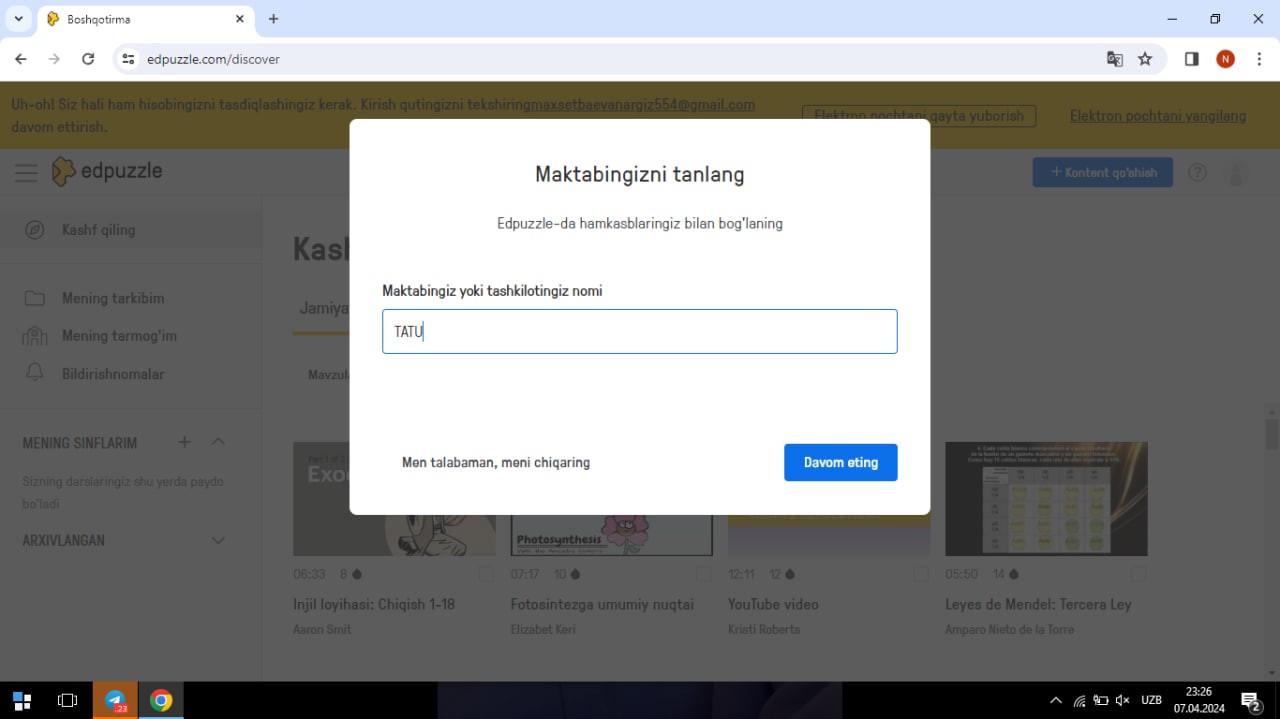 Boshqotirma
edpuzzle.com/discover
N
Uh-oh! Siz hali ham hisobingizni tasdiqlashingiz kerak. Kirish qutingizni tekshiringmaxsetbaevanargiz554@gmail.com
davom ettirish.
Elektron pochtani qayta yuborish
Elektron pochtani yangilang
edpuzzle
+ Kontent qo'shish
?
Maktabingizni tanlang
Edpuzzle-da hamkasblaringiz bilan bog'laning
Maktabingiz yoki tashkilotingiz nomi
TATU
Men talabaman, meni chiqaring
Davom eting
Kashf qiling
Mening tarkibim
Mening tarmog'im
Bildirishnomalar
MENING SINFLARIM
Sizning darslaringiz shu yerda paydo
bo'ladi
ARXIVLANGAN
Kash
Jamiya
Mavzula
Exo
06:33 8
Injil loyihasi: Chiqish 1-18
Aaron Smit
Photosynthesis
07:17 10
Fotosintezga umumiy nuqtai
Elizabet Keri
12:11 12
YouTube video
Kristi Roberts
05:50 14
Leyes de Mendel: Tercera Ley
Amparo Nieto de la Torre
23
UZB
23:26
07.04.2024
2